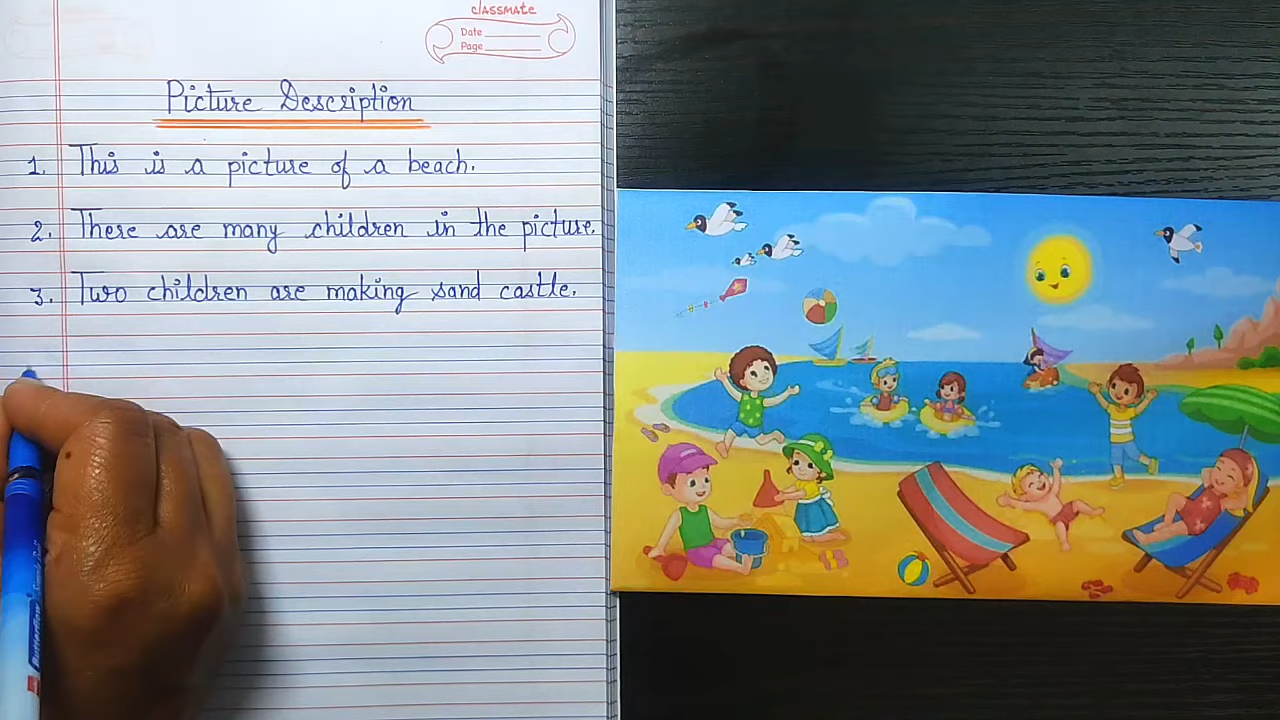 classmate
Date
Page
Picture Description
1. This is a picture of a beach.
2. There are many children in the picture.
3. Two children are making sand castle.
Butterflow